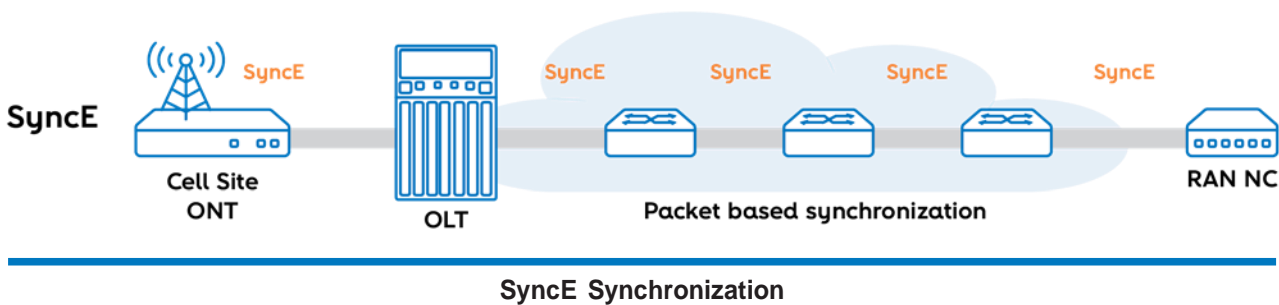 SyncE
SyncE
SyncE
SyncE
SyncE
SyncE
Cell Site
ONT
OLT
Packet based synchronization
RAN NC
SyncE Synchronization